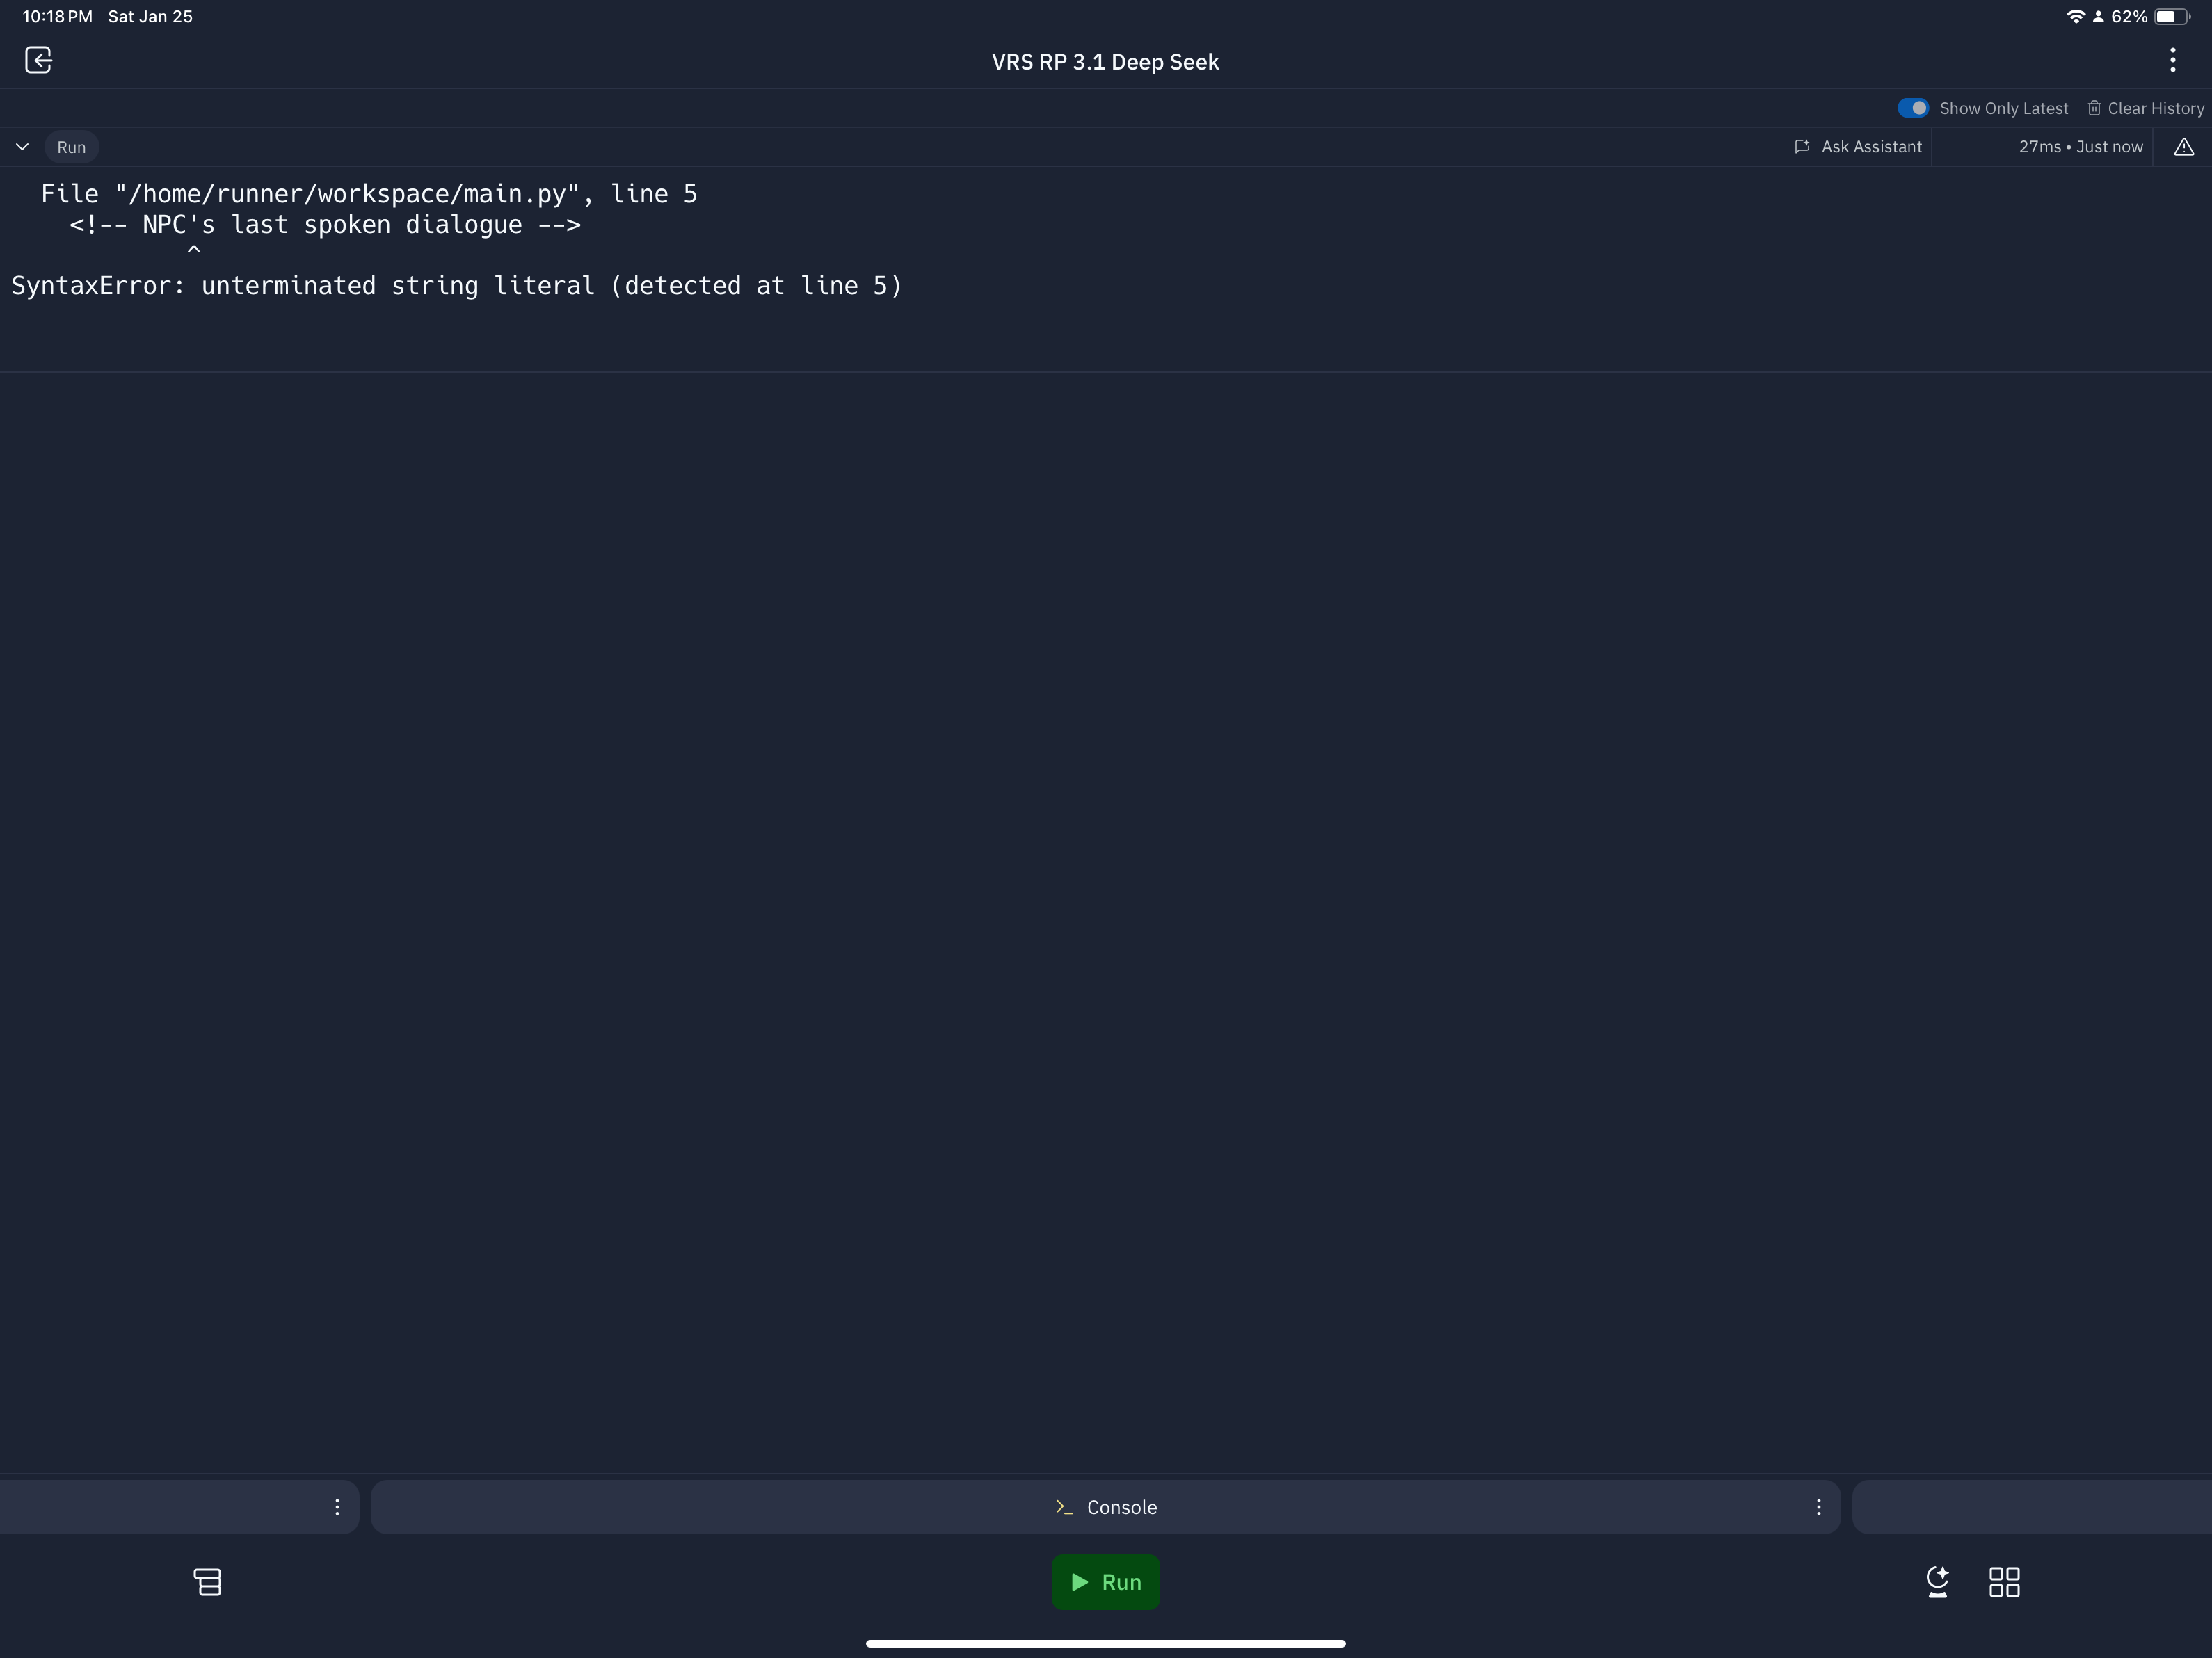 10:18 PM Sat Jan 25
62%
VRS RP 3.1 Deep Seek
Show Only Latest Clear History
Run Ask Assistant 27ms • Just now
File "/home/runner/workspace/main.py", line 5
<!-- NPC's last spoken dialogue -->
^
SyntaxError: unterminated string literal (detected at line 5)
>_ Console
Run